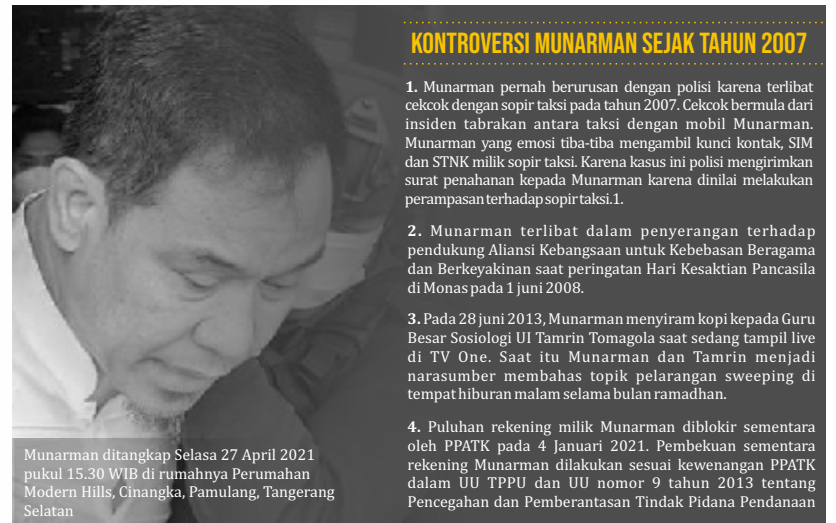 KONTROVERSI MUNARMAN SEJAK TAHUN 2007
1. Munarman pernah berurusan dengan polisi karena terlibat
cekcok dengan sopir taksi pada tahun 2007. Cekcok bermula dari
insiden tabrakan antara taksi dengan mobil Munarman.
Munarman yang emosi tiba-tiba mengambil kunci kontak, SIM
dan STNK milik sopir taksi. Karena kasus ini polisi mengirimkan
surat penahanan kepada Munarman karena dinilai melakukan
perampasan terhadap sopir taksi.1.
2. Munarman terlibat dalam penyerangan terhadap
pendukung Aliansi Kebangsaan untuk Kebebasan Beragama
dan Berkeyakinan saat peringatan Hari Kesaktian Pancasila
di Monas pada 1 juni 2008.
3. Pada 28 juni 2013, Munarman menyiram kopi kepada Guru
Besar Sosiologi UI Tamrin Tomagola saat sedang tampil live
di TV One. Saat itu Munarman dan Tamrin menjadi
narasumber membahas topik pelarangan sweeping di
tempat hiburan malam selama bulan ramadhan.
4. Puluhan rekening milik Munarman diblokir sementara
oleh PPATK pada 4 Januari 2021. Pembekuan sementara
rekening Munarman dilakukan sesuai kewenangan PPATK
dalam UU TPPU dan UU nomor 9 tahun 2013 tentang
Pencegahan dan Pemberantasan Tindak Pidana Pendanaan
Munarman ditangkap Selasa 27 April 2021
pukul 15.30 WIB di rumahnya Perumahan
Modern Hills, Cinangka, Pamulang, Tangerang
Selatan